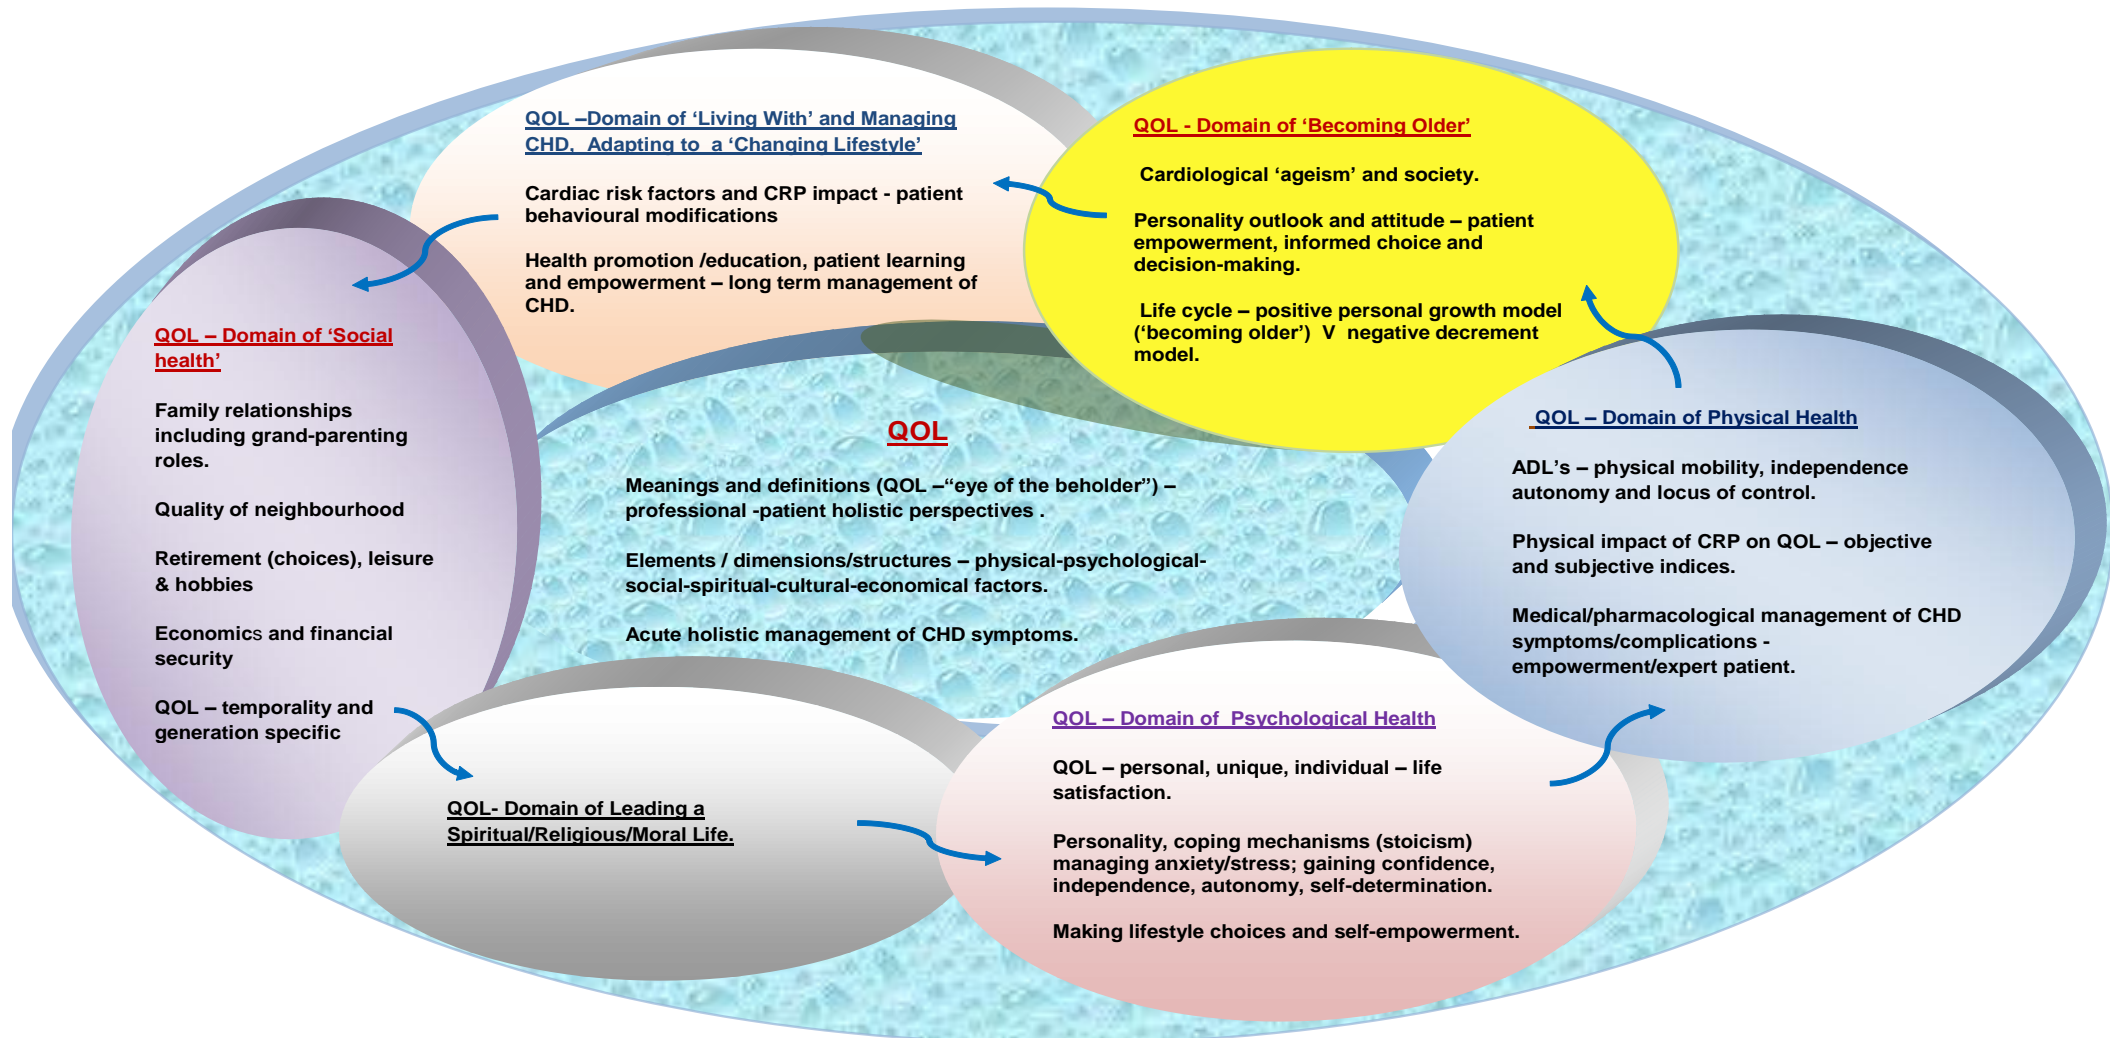 QOL –Domain of ‘Living With’ and Managing
CHD,  Adapting to  a ‘Changing Lifestyle’
Cardiac risk factors and CRP impact - patient
behavioural modifications
Health promotion /education, patient learning
and empowerment – long term management of
CHD.
QOL - Domain of ‘Becoming Older’
Cardiological ‘ageism’ and society.
Personality outlook and attitude – patient
empowerment, informed choice and
decision-making.
Life cycle – positive personal growth model
(‘becoming older’)  V  negative decrement
model.
QOL – Domain of ‘Social
health’
Family relationships
including grand-parenting
roles.
Quality of neighbourhood
Retirement (choices), leisure
& hobbies
Economics and financial
security
QOL – temporality and
generation specific
QOL
Meanings and definitions (QOL –“eye of the beholder”) –
professional -patient holistic perspectives .
Elements / dimensions/structures – physical-psychological-
social-spiritual-cultural-economical factors.
Acute holistic management of CHD symptoms.
QOL – Domain of Physical Health
ADL’s – physical mobility, independence
autonomy and locus of control.
Physical impact of CRP on QOL – objective
and subjective indices.
Medical/pharmacological management of CHD
symptoms/complications -
empowerment/expert patient.
QOL- Domain of Leading a
Spiritual/Religious/Moral Life.
QOL – Domain of  Psychological Health
QOL – personal, unique, individual – life
satisfaction.
Personality, coping mechanisms (stoicism)
managing anxiety/stress; gaining confidence,
independence, autonomy, self-determination.
Making lifestyle choices and self-empowerment.